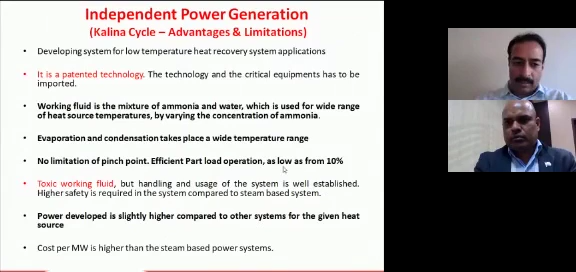 Independent Power Generation
(Kalina Cycle – Advantages & Limitations)
• Developing system for low temperature heat recovery system applications
• It is a patented technology. The technology and the critical equipments has to be
imported.
• Working fluid is the mixture of ammonia and water, which is used for wide range
of heat source temperatures, by varying the concentration of ammonia.
• Evaporation and condensation takes place a wide temperature range
• No limitation of pinch point. Efficient Part load operation, as low as from 10%
• Toxic working fluid, but handling and usage of the system is well established.
Higher safety is required in the system compared to steam based system.
• Power developed is slightly higher compared to other systems for the given heat
source
• Cost per MW is higher than the steam based power systems.